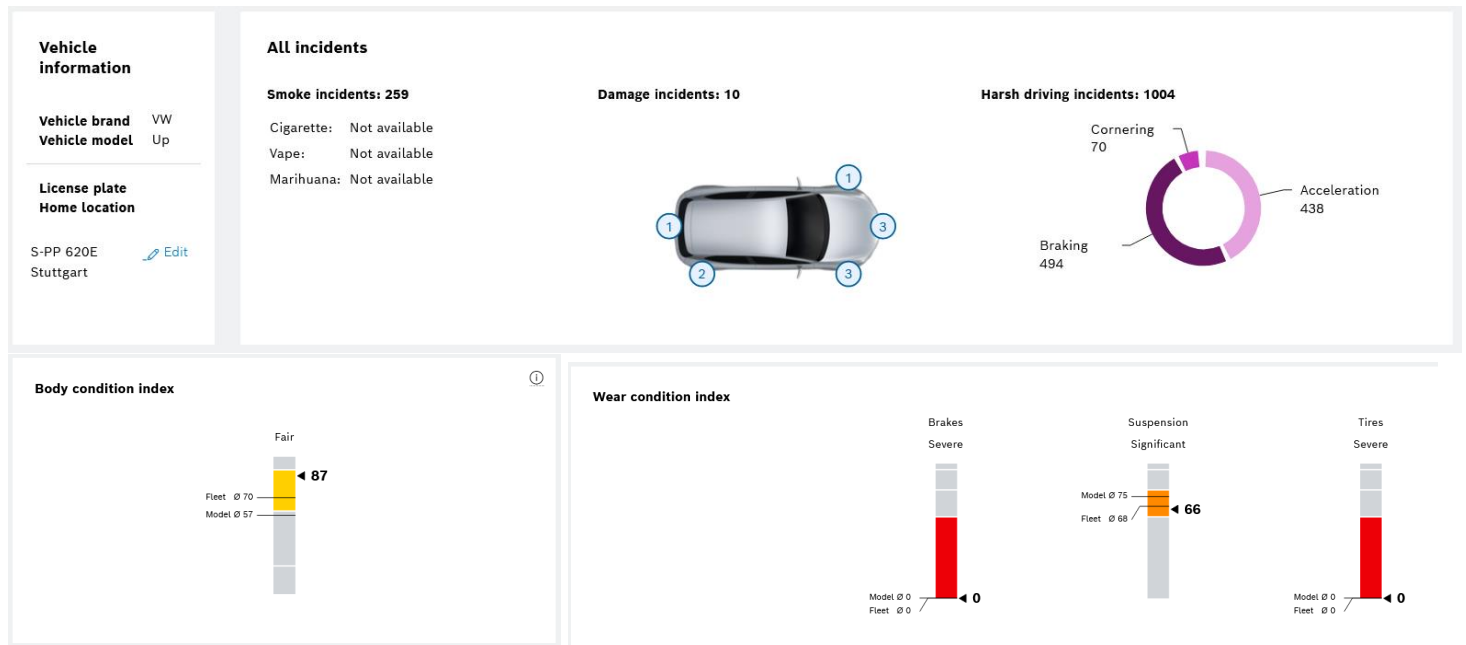 Vehicle
information
Vehicle brand VW
Vehicle model Up
License plate
Home location
S-PP 620E Edit
Stuttgart
All incidents
Smoke incidents: 259
Cigarette: Not available
Vape: Not available
Marihuana: Not available
Damage incidents: 10
1
1
3
2
3
Harsh driving incidents: 1004
Cornering
70
Acceleration
438
Braking
494
Body condition index
i
Fair
87
Fleet Ø 70
Model Ø 57
Wear condition index
Brakes
Severe
Model Ø 0
Fleet Ø 0
0
Suspension
Significant
Model Ø 75
Fleet Ø 68
66
Tires
Severe
Model Ø 0
Fleet Ø 0
0